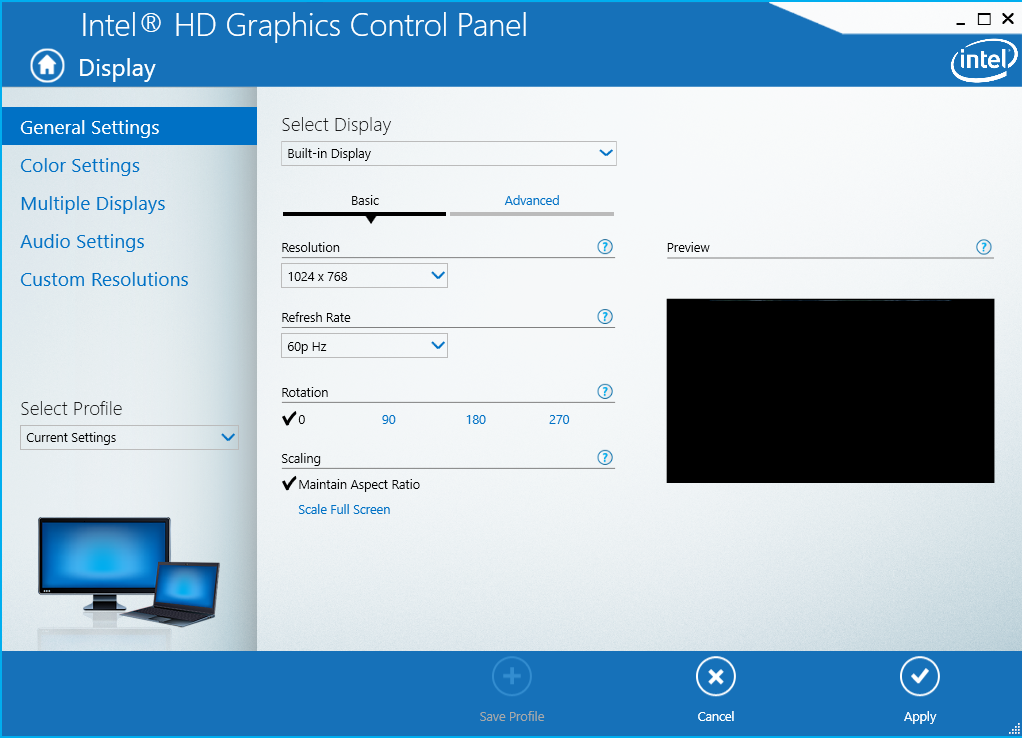 Intel® HD Graphics Control Panel
Display
intel
General Settings
Color Settings
Multiple Displays
Audio Settings
Custom Resolutions
Select Profile
Current Settings
Select Display
Built-in Display
Basic
Advanced
Resolution ?
1024 x 768
Refresh Rate ?
60p Hz
Rotation ?
0 90 180 270
Scaling ?
Maintain Aspect Ratio
Scale Full Screen
Preview ?
Save Profile
Cancel
Apply